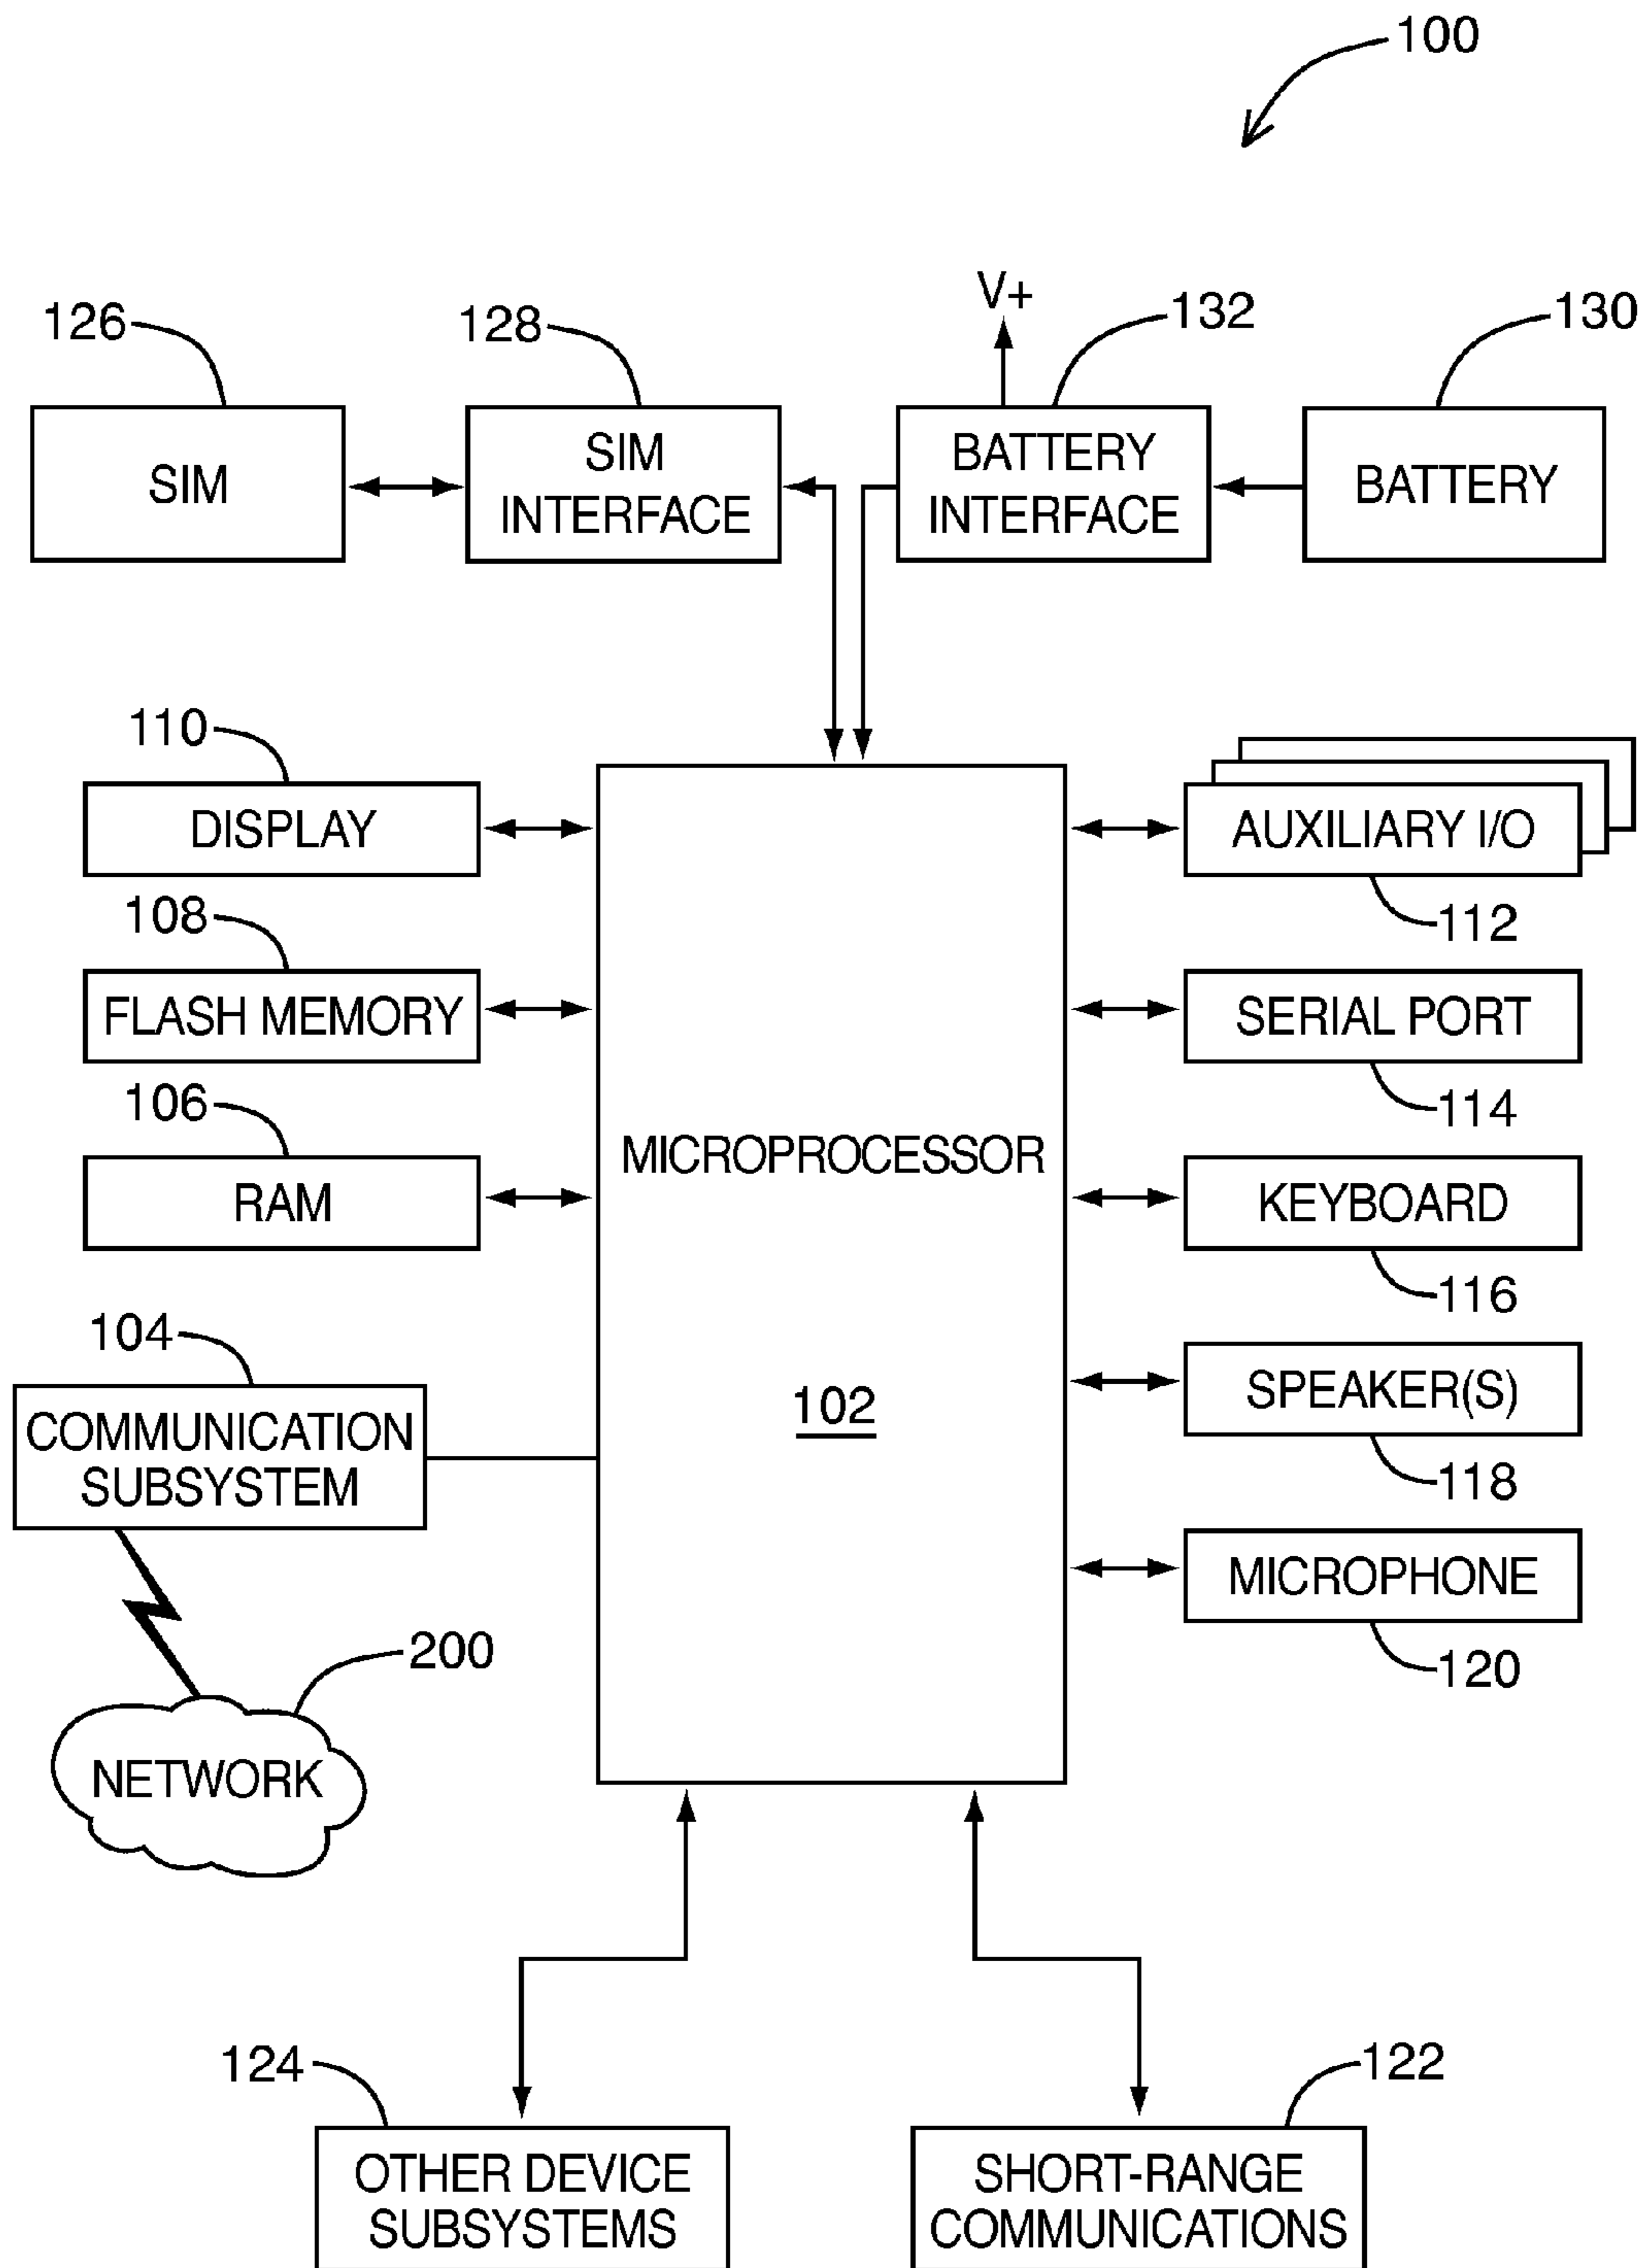 100
V+
126
128
132
130
SIM
SIM
INTERFACE
BATTERY
INTERFACE
BATTERY
110
DISPLAY
AUXILIARY I/O
112
108
FLASH MEMORY
SERIAL PORT
114
106
RAM
MICROPROCESSOR
102
KEYBOARD
116
104
COMMUNICATION
SUBSYSTEM
SPEAKER(S)
118
MICROPHONE
120
200
NETWORK
124
122
OTHER DEVICE
SUBSYSTEMS
SHORT-RANGE
COMMUNICATIONS